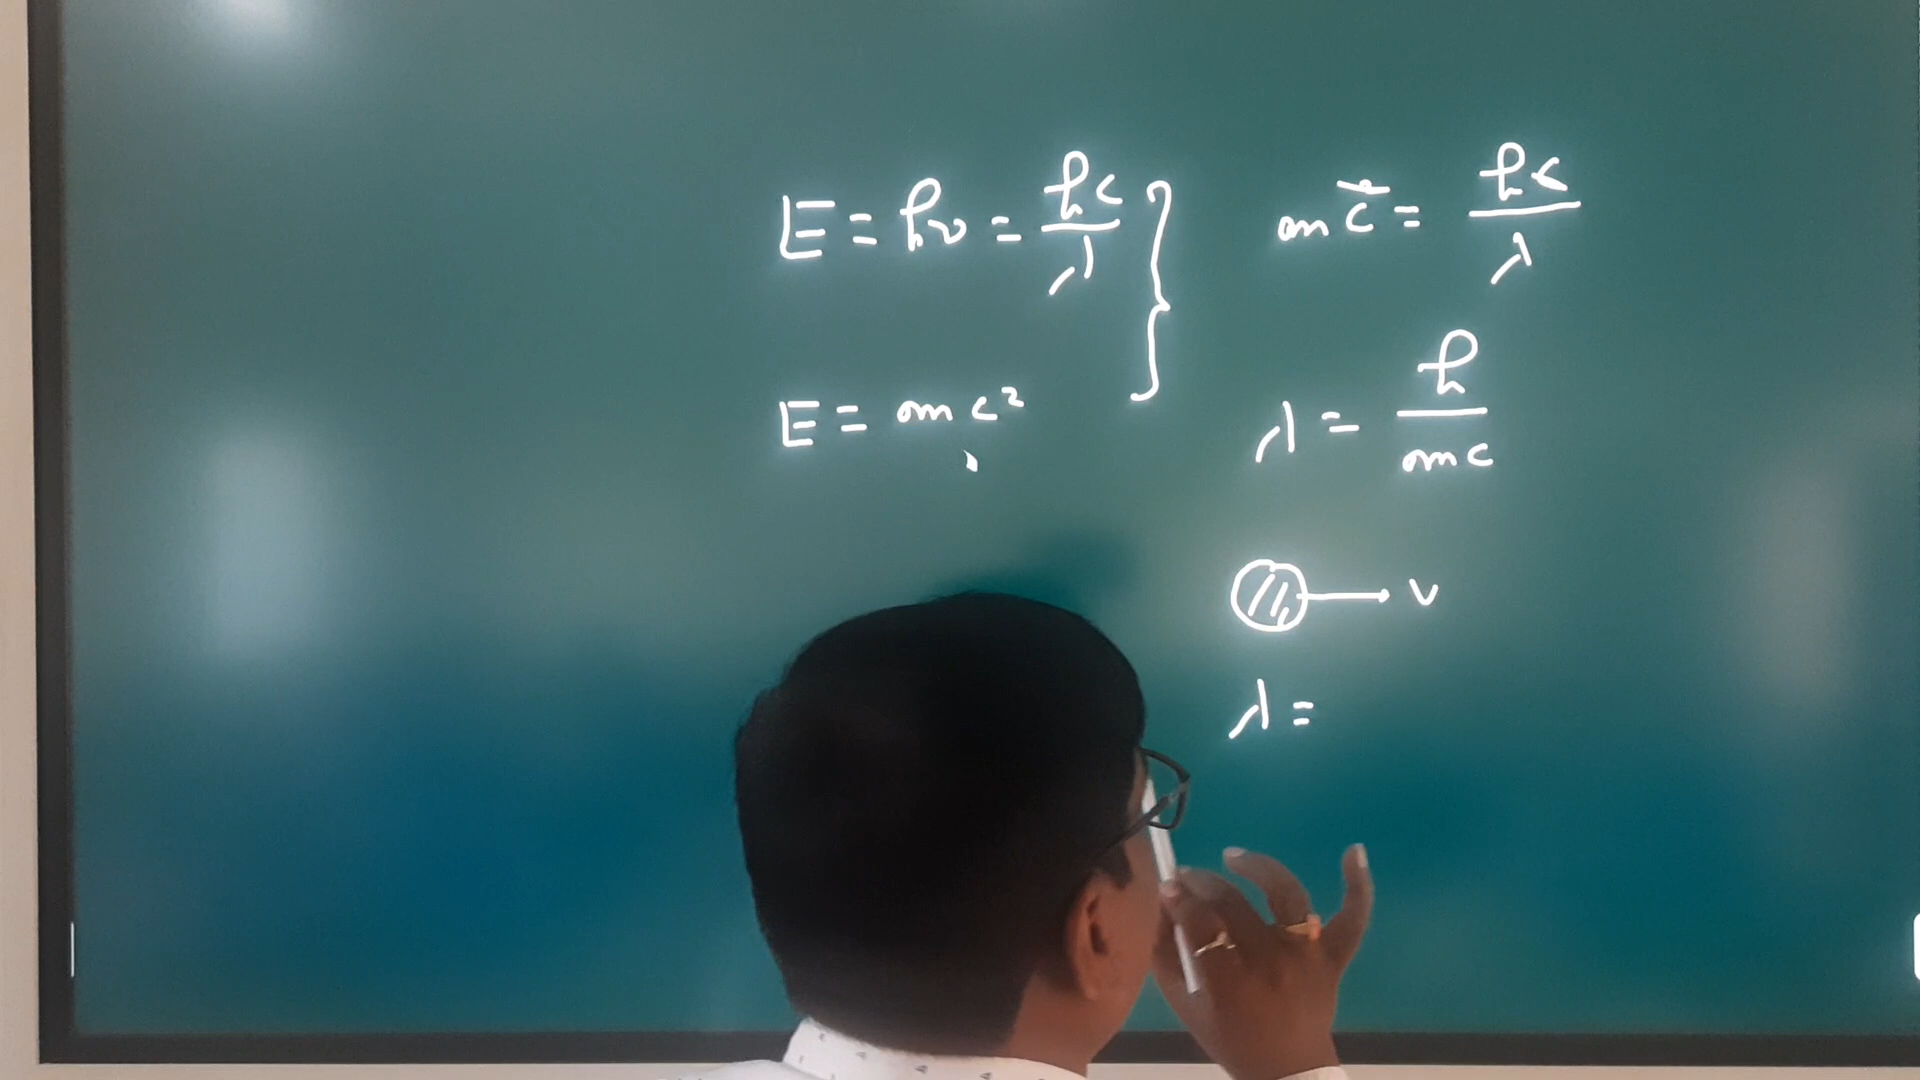 E = hν = hc/λ
E = mc²
mc² = hc/λ
λ = h/mc
v
λ =